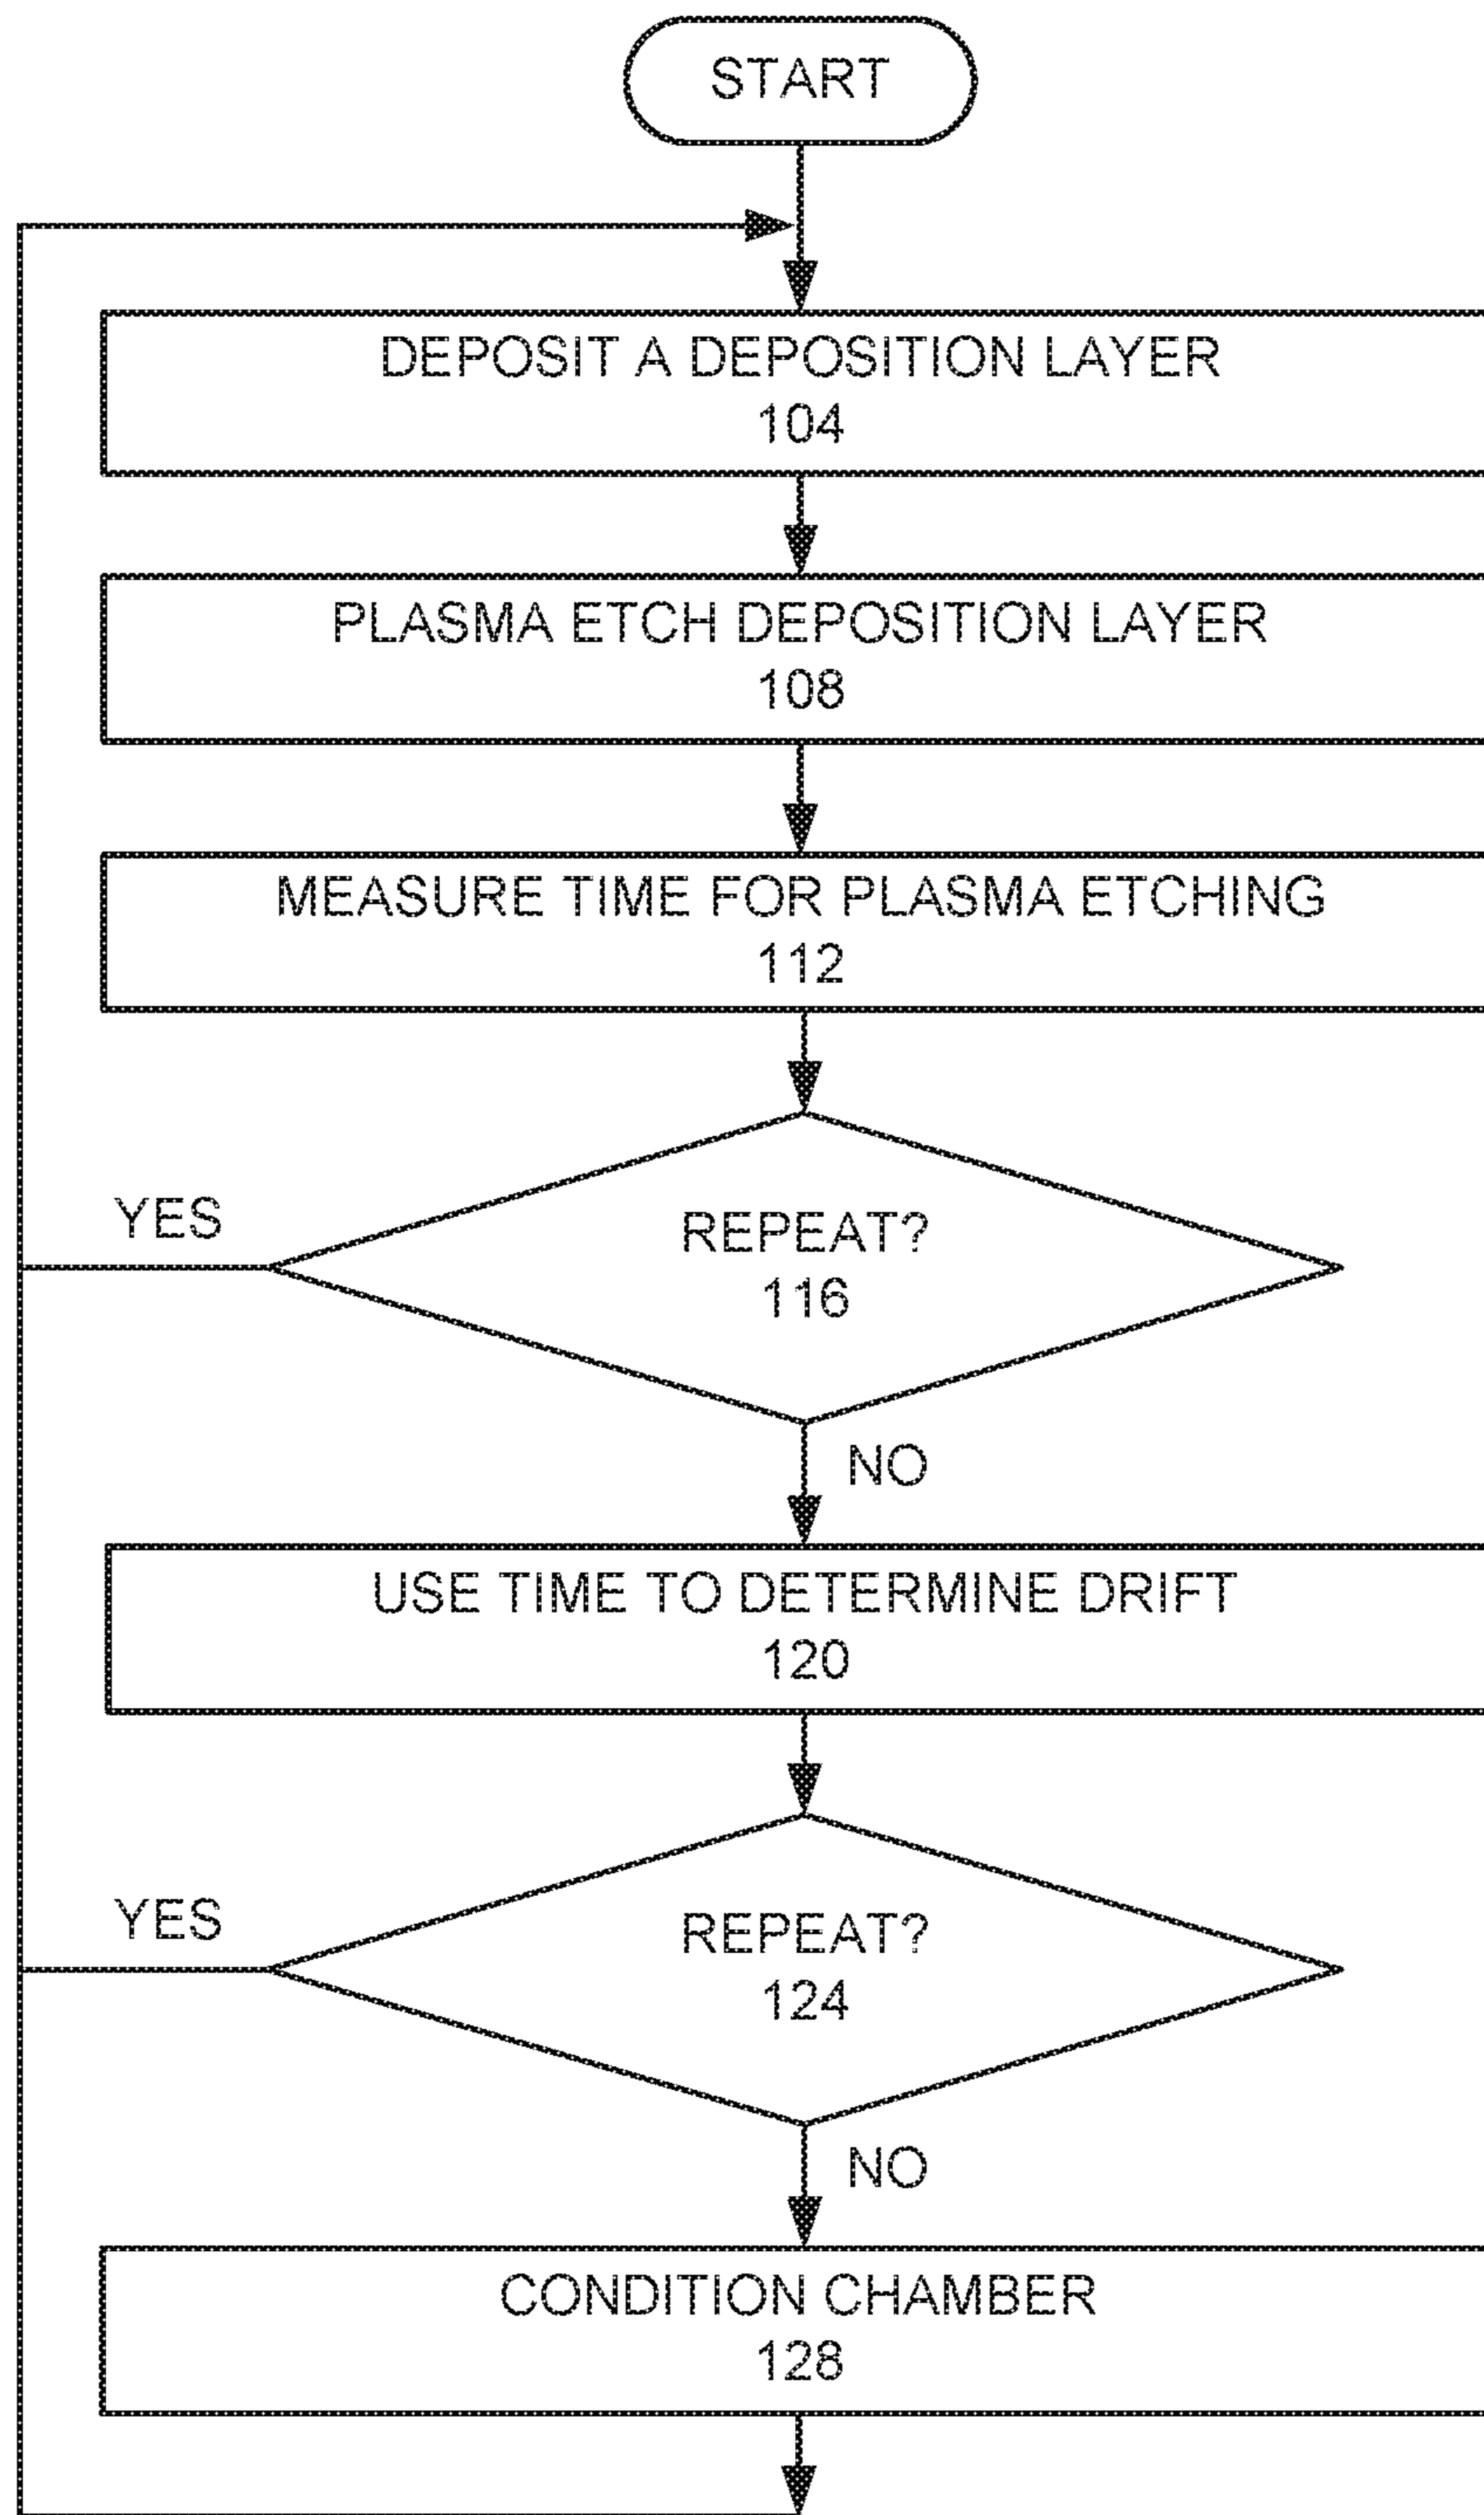 START
DEPOSIT A DEPOSITION LAYER
104
PLASMA ETCH DEPOSITION LAYER
108
MEASURE TIME FOR PLASMA ETCHING
112
YES
REPEAT?
116
NO
USE TIME TO DETERMINE DRIFT
120
YES
REPEAT?
124
NO
CONDITION CHAMBER
128